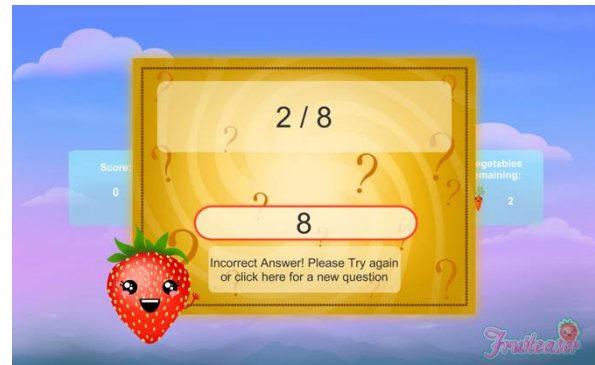 2 / 8
Score:
0
egetables
emaining:
2
8
Incorrect Answer! Please Try again
or click here for a new question
Fruiteaser